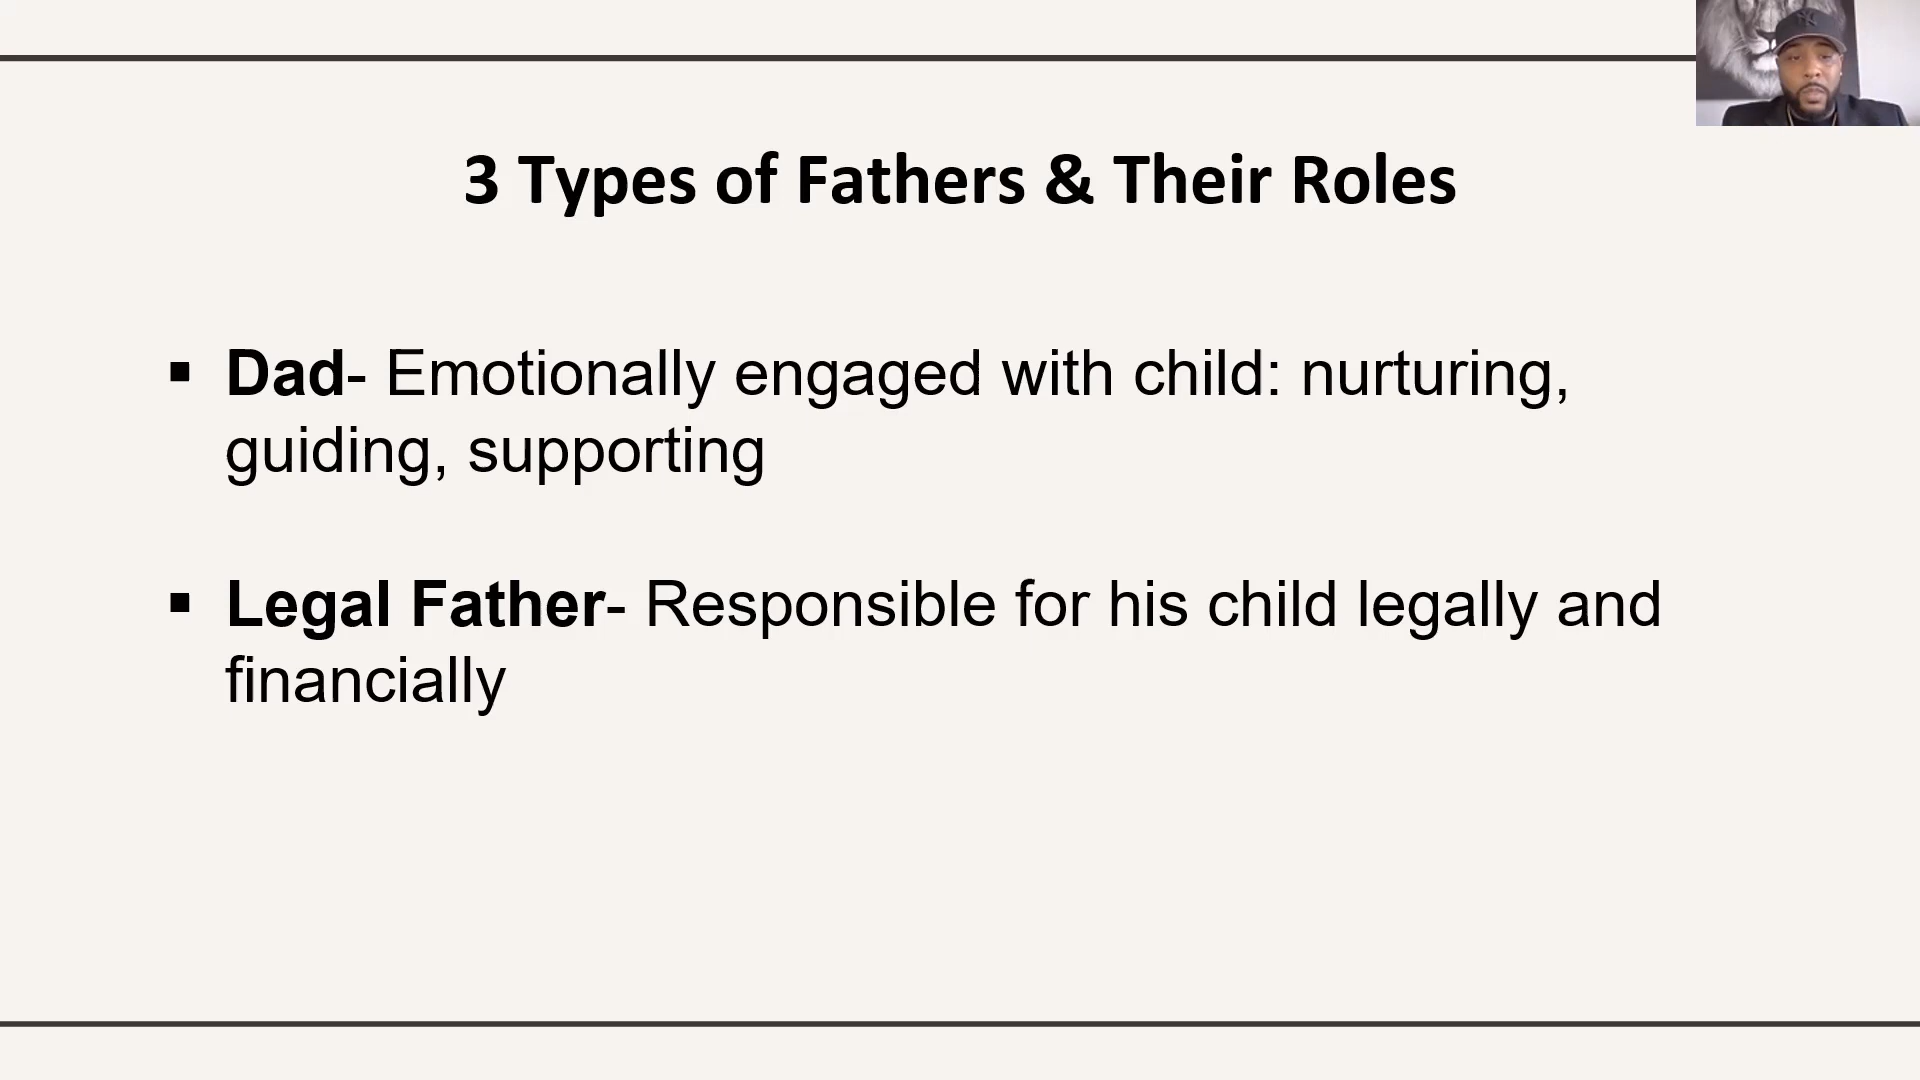 3 Types of Fathers & Their Roles
▪ Dad- Emotionally engaged with child: nurturing,
guiding, supporting
▪ Legal Father- Responsible for his child legally and
financially